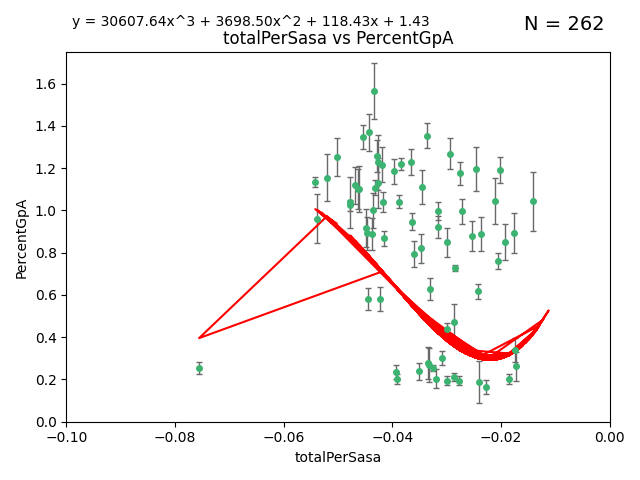 y = 30607.64x^3 + 3698.50x^2 + 118.43x + 1.43
N = 262
totalPerSasa vs PercentGpA
PercentGpA
1.6
1.4
1.2
1.0
0.8
0.6
0.4
0.2
0.0
−0.10 −0.08 −0.06 −0.04 −0.02 0.00
totalPerSasa